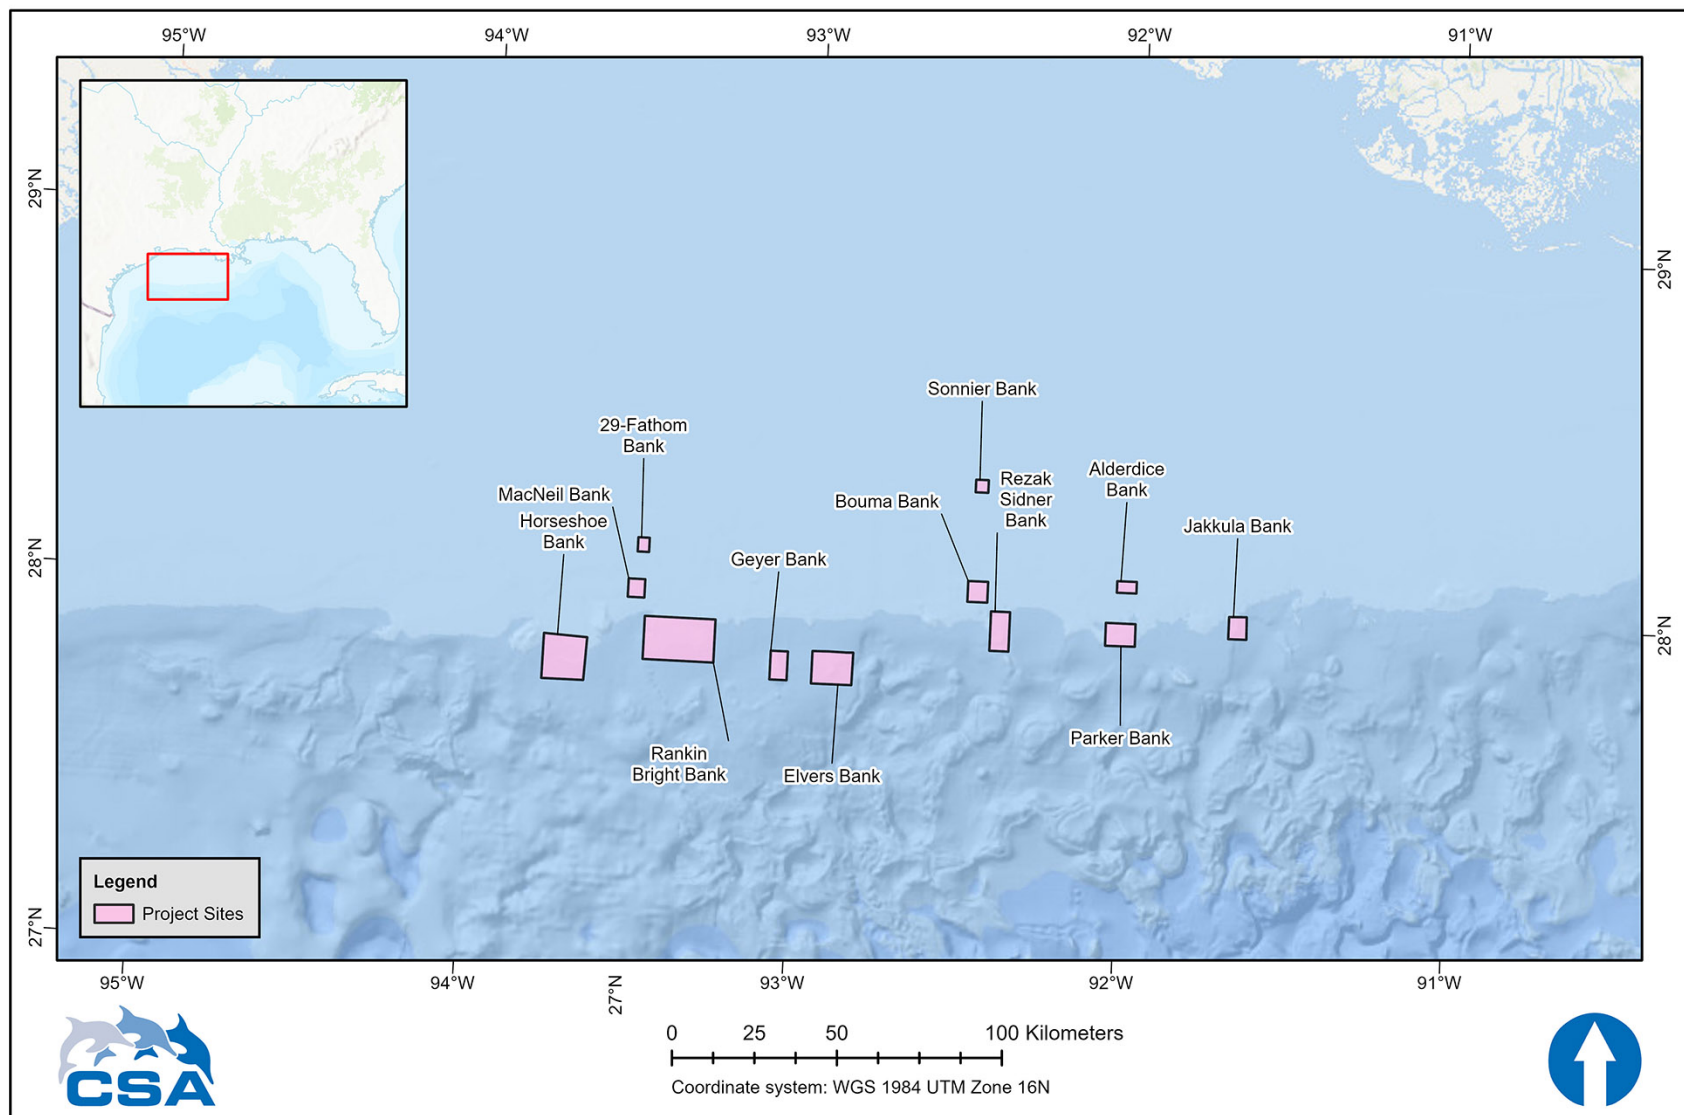 95°W 94°W 93°W 92°W 91°W
29°N
29°N
Sonnier Bank
29-Fathom
Bank
MacNeil Bank
Horseshoe
Bank
Geyer Bank
Bouma Bank
Rezak
Sidner
Bank
Alderdice
Bank
Jakkula Bank
28°N
28°N
Rankin
Bright Bank
Elvers Bank
Parker Bank
Legend
Project Sites
27°N
95°W 94°W 27°N 93°W 92°W 91°W
0 25 50 100 Kilometers
Coordinate system: WGS 1984 UTM Zone 16N
CSA